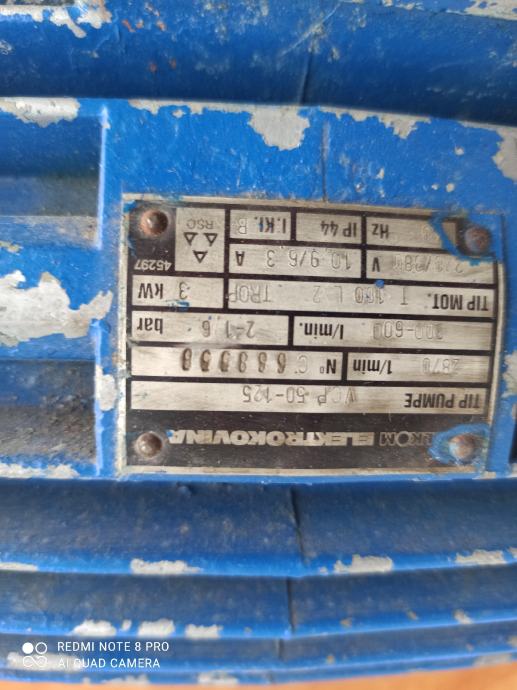 ELEKTROKOVINA
TIP PUMPE VCP 50-125
2870 1/min N° C
300-600 l/min. 2-1,6 bar
TIP MOT. T 100 L 2 TROP 3 kW
V 10,9/6,3 A 45297
Hz IP 44 I.Kl. B RSO
REDMI NOTE 8 PRO
AI QUAD CAMERA